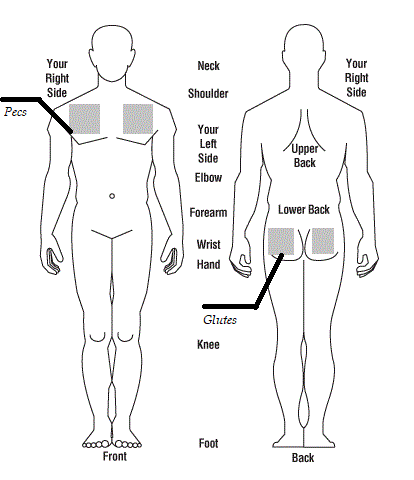 Your
Right
Side
Pecs
Neck
Shoulder
Your
Left
Side
Elbow
Forearm
Wrist
Hand
Glutes
Knee
Foot
Front
Your
Right
Side
Upper
Back
Lower Back
Back